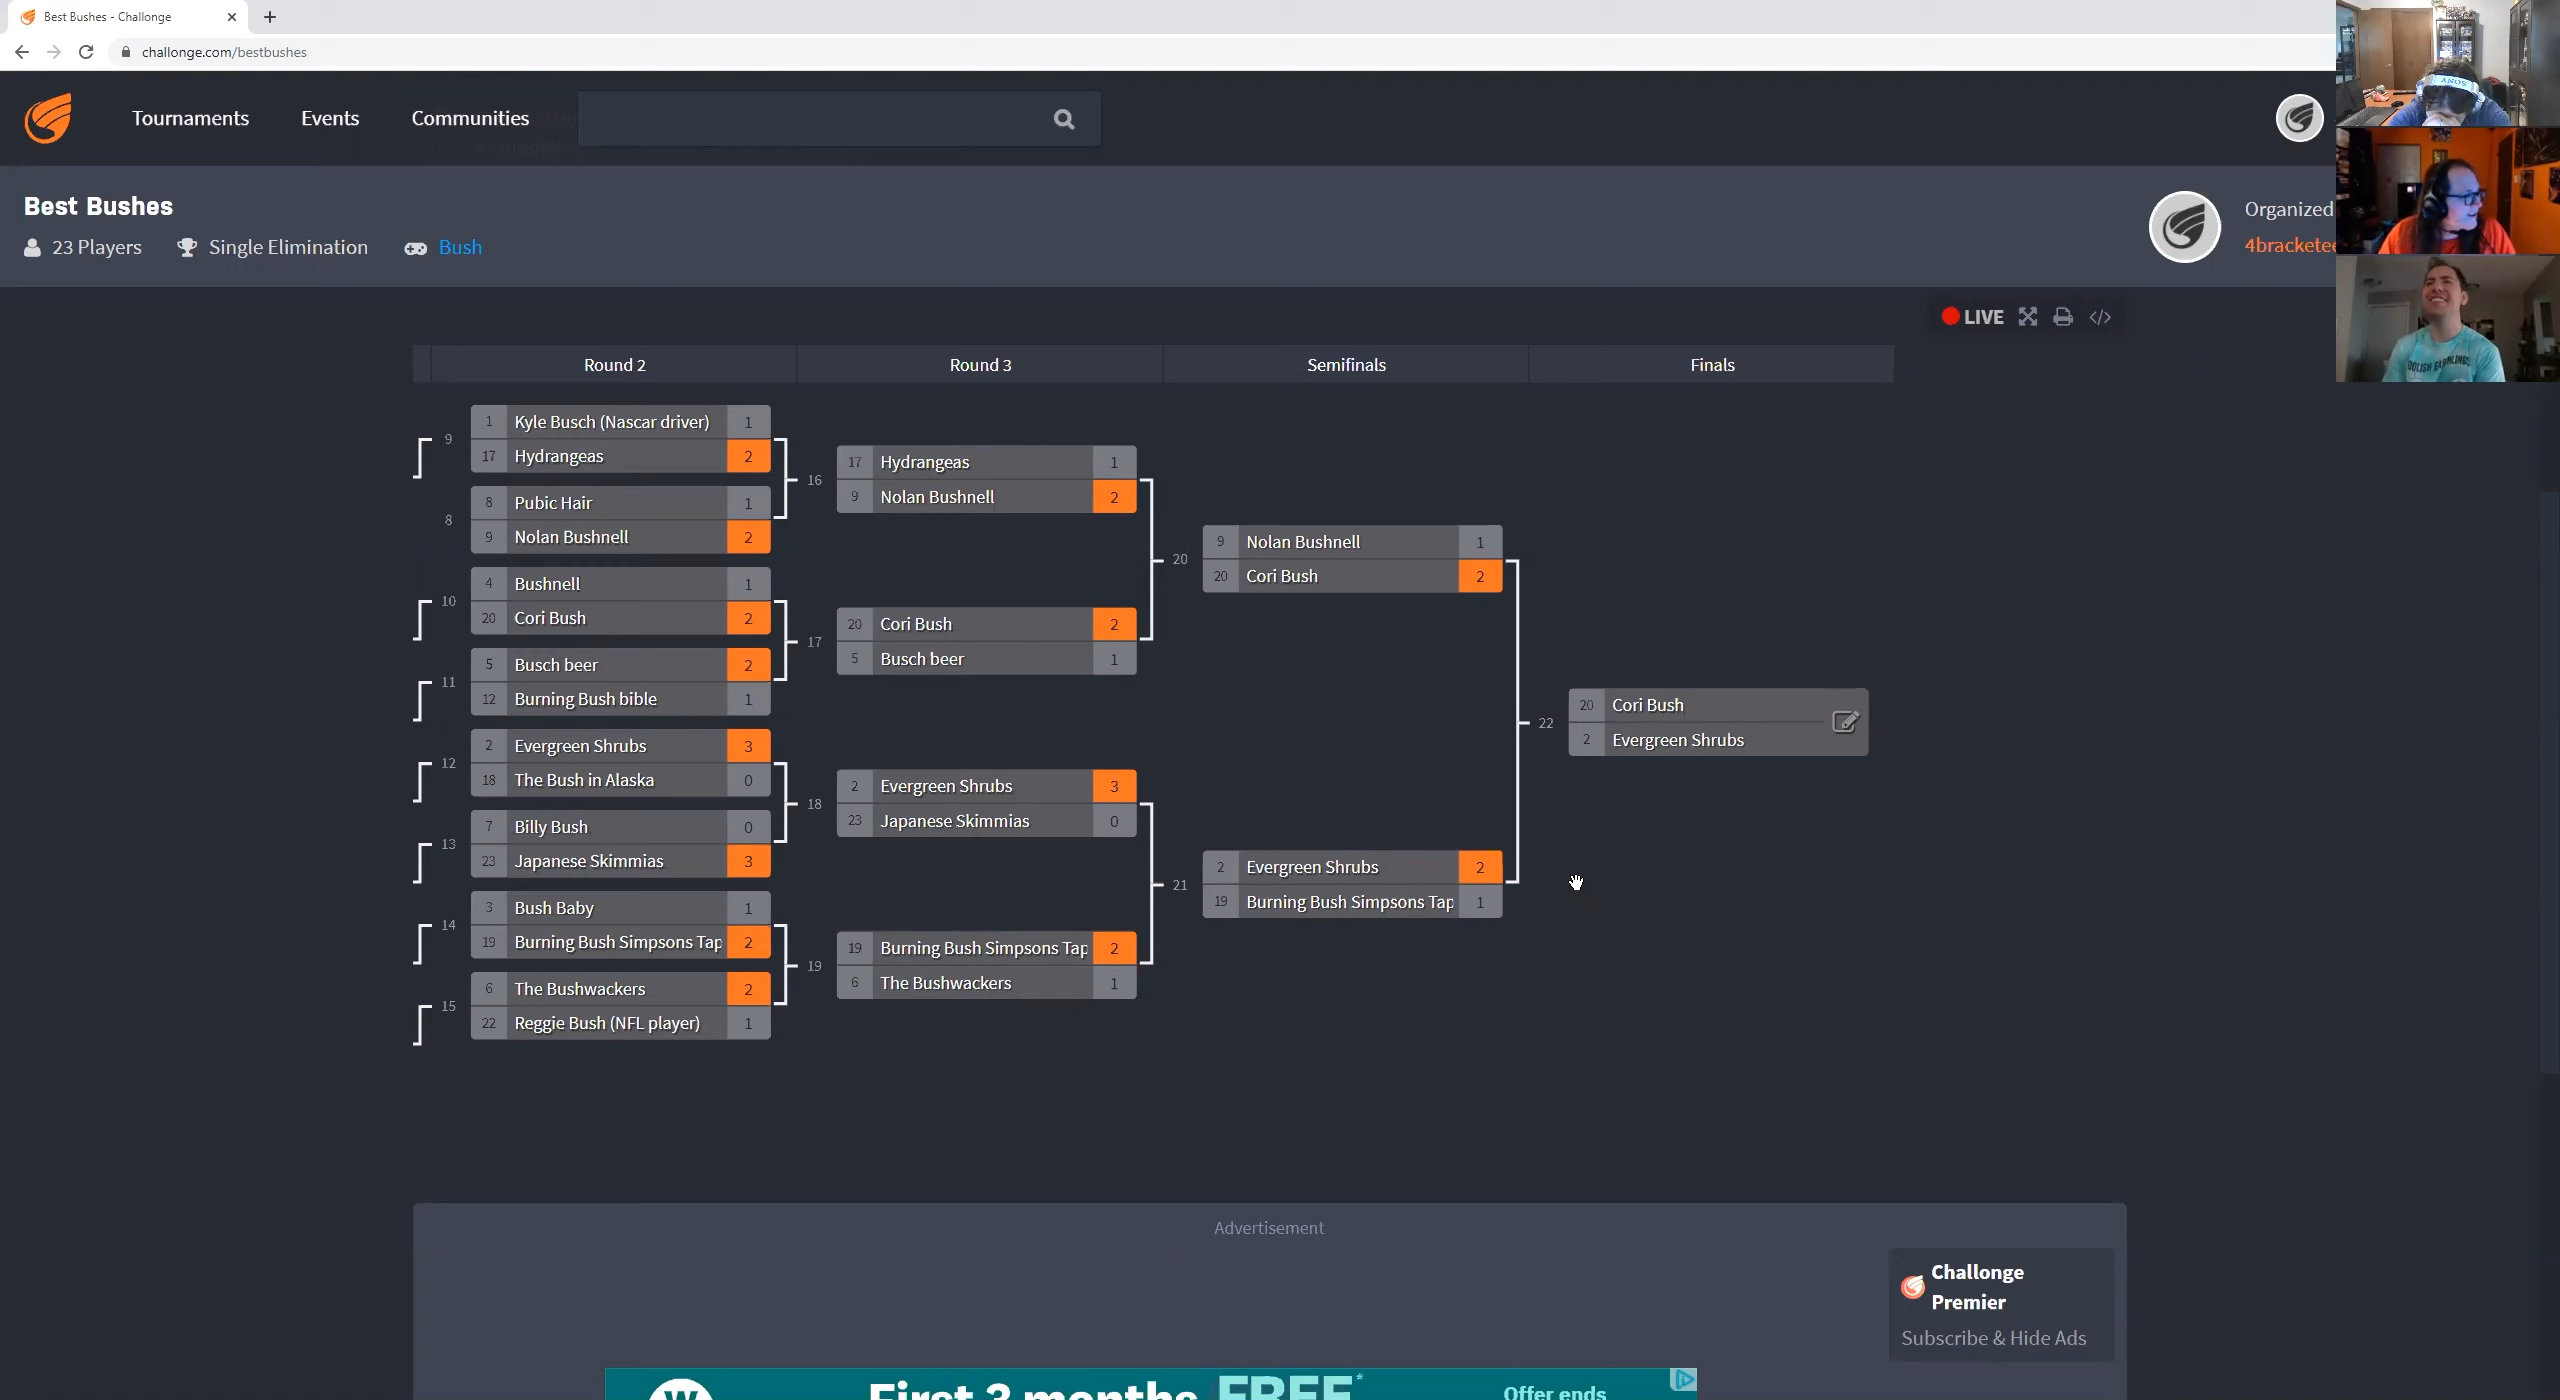 Best Bushes - Challonge
challonge.com/bestbushes
Tournaments Events Communities
Best Bushes
23 Players Single Elimination Bush
Organized
4brackete
LIVE
Round 2 Round 3 Semifinals Finals
9
1 Kyle Busch (Nascar driver) 1
17 Hydrangeas 2
8
8 Pubic Hair 1
9 Nolan Bushnell 2
10
4 Bushnell 1
20 Cori Bush 2
11
5 Busch beer 2
12 Burning Bush bible 1
12
2 Evergreen Shrubs 3
18 The Bush in Alaska 0
13
7 Billy Bush 0
23 Japanese Skimmias 3
14
3 Bush Baby 1
19 Burning Bush Simpsons Tap 2
15
6 The Bushwackers 2
22 Reggie Bush (NFL player) 1
16
17 Hydrangeas 1
9 Nolan Bushnell 2
17
20 Cori Bush 2
5 Busch beer 1
18
2 Evergreen Shrubs 3
23 Japanese Skimmias 0
19
19 Burning Bush Simpsons Tap 2
6 The Bushwackers 1
20
9 Nolan Bushnell 1
20 Cori Bush 2
21
2 Evergreen Shrubs 2
19 Burning Bush Simpsons Tap 1
22
20 Cori Bush
2 Evergreen Shrubs
Advertisement
Challonge
Premier
Subscribe & Hide Ads
First 3 months FREE*
Offer ends
SONY